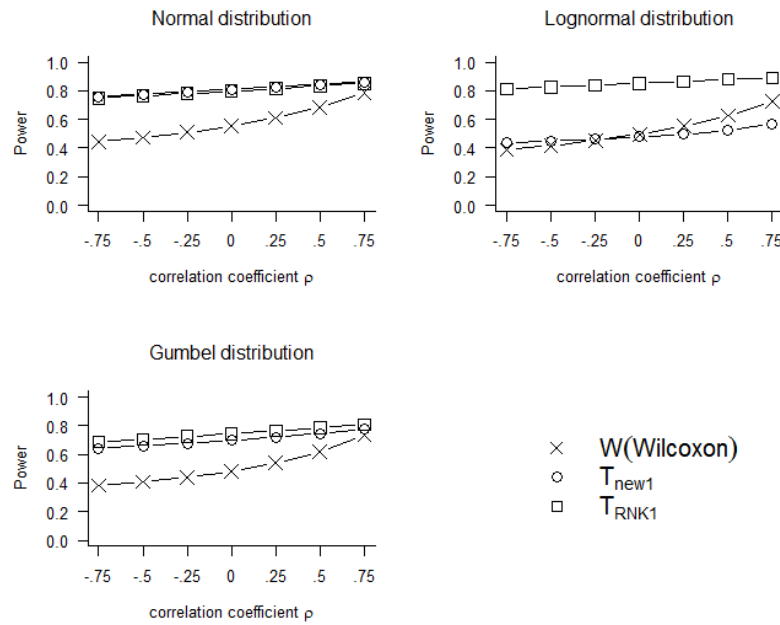 Normal distribution
Power
1.0
0.8
0.6
0.4
0.2
0.0
-.75 -.5 -.25 0 .25 .5 .75
correlation coefficient ρ
Lognormal distribution
Power
1.0
0.8
0.6
0.4
0.2
0.0
-.75 -.5 -.25 0 .25 .5 .75
correlation coefficient ρ
Gumbel distribution
Power
1.0
0.8
0.6
0.4
0.2
0.0
-.75 -.5 -.25 0 .25 .5 .75
correlation coefficient ρ
W(Wilcoxon)
Tnew1
TRNK1